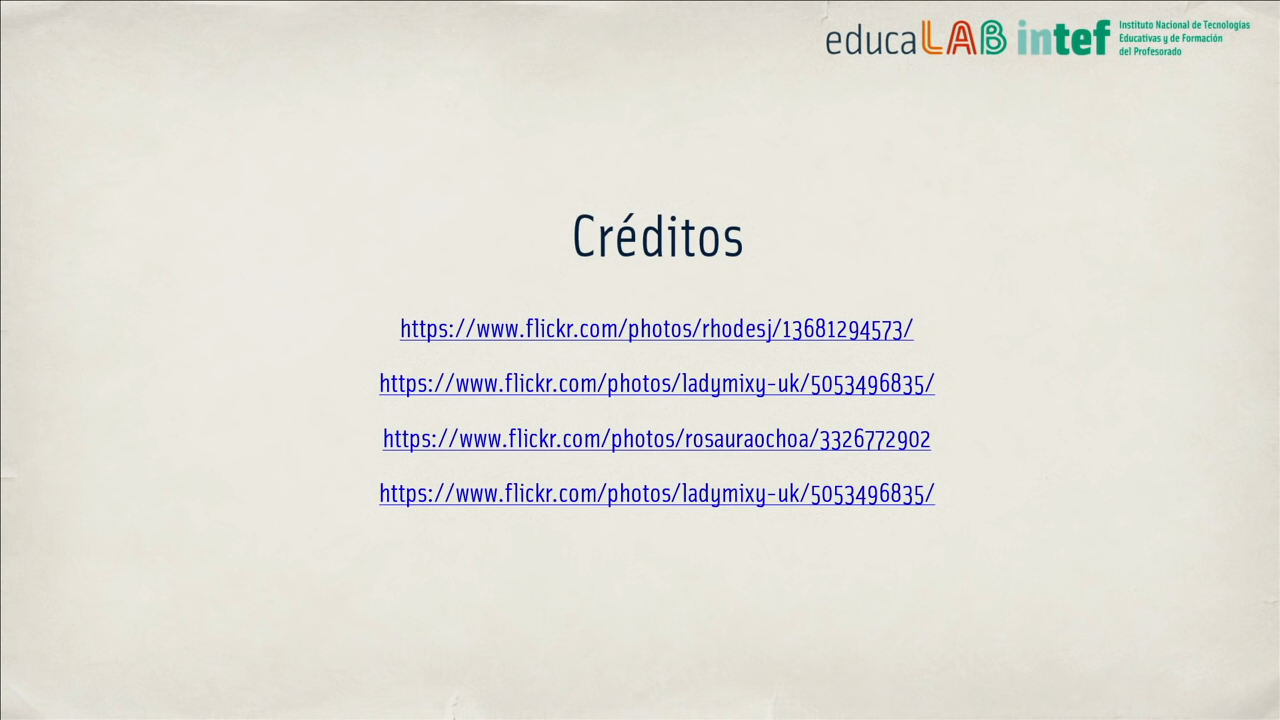 educaLAB intef Instituto Nacional de Tecnologías
Educativas y de Formación
del Profesorado
Créditos
https://www.flickr.com/photos/rhodesj/13681294573/
https://www.flickr.com/photos/ladymixy-uk/5053496835/
https://www.flickr.com/photos/rosauraochoa/3326772902
https://www.flickr.com/photos/ladymixy-uk/5053496835/